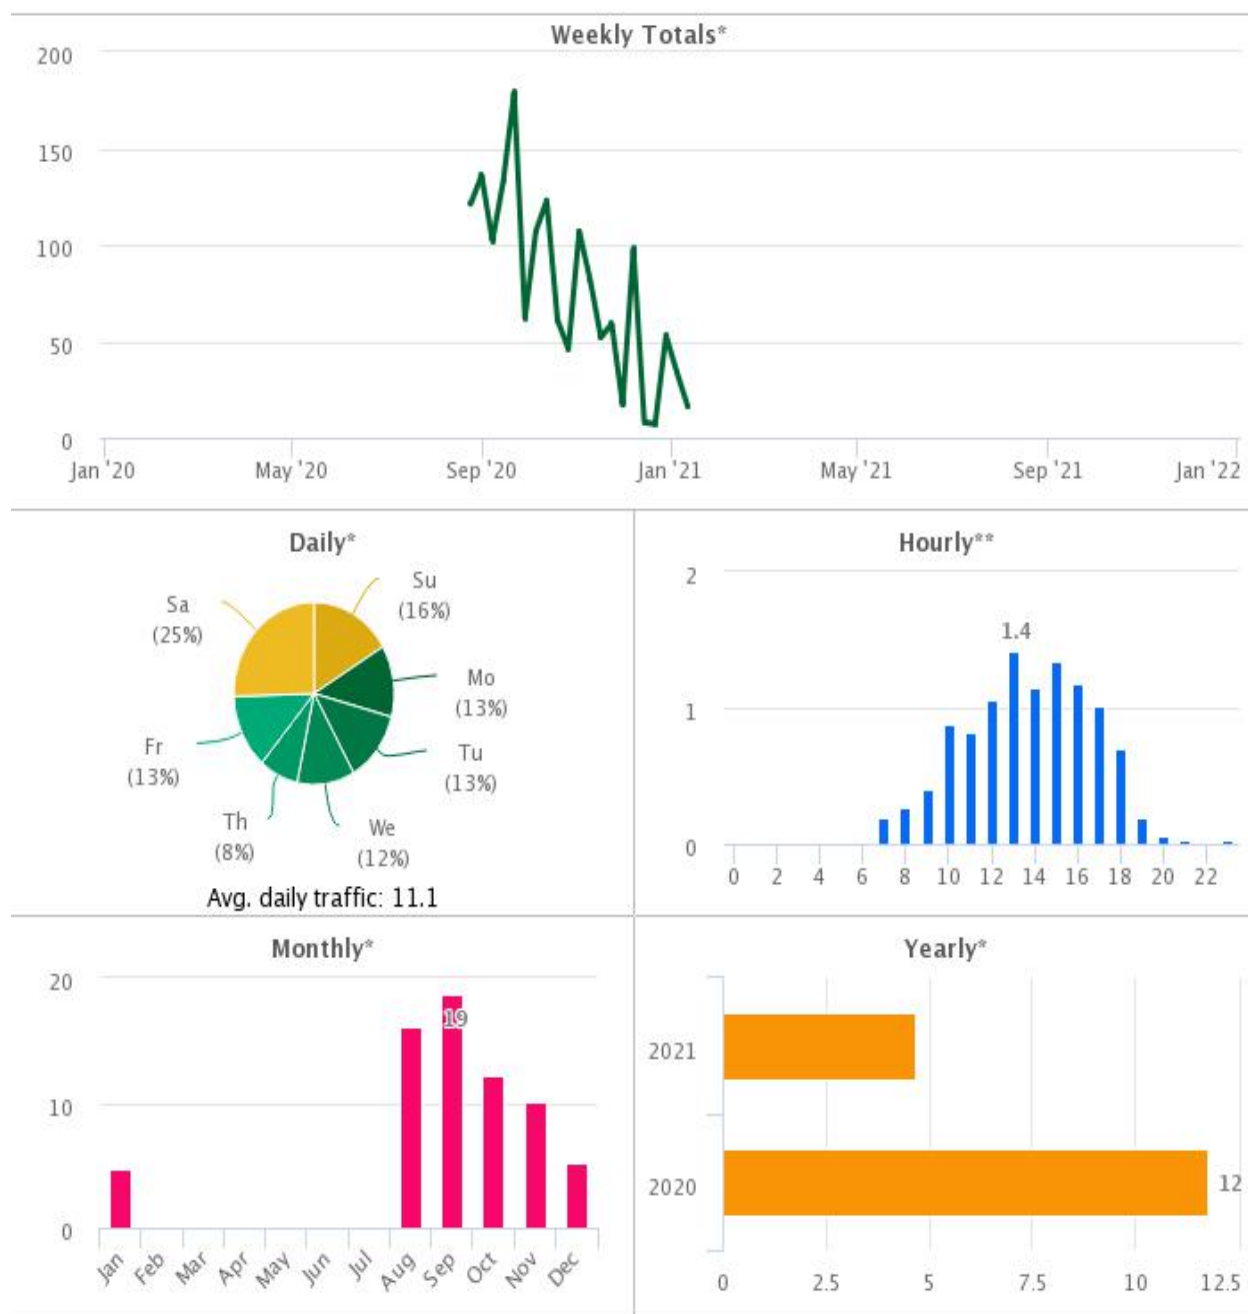 Weekly Totals*
200
150
100
50
0
Jan '20 May '20 Sep '20 Jan '21 May '21 Sep '21 Jan '22
Daily*
Su
(16%)
Sa
(25%)
Mo
(13%)
Fr
(13%)
Tu
(13%)
Th
(8%)
We
(12%)
Avg. daily traffic: 11.1
Hourly**
2
1.4
1
0
0 2 4 6 8 10 12 14 16 18 20 22
Monthly*
20
19
10
0
Jan Feb Mar Apr May Jun Jul Aug Sep Oct Nov Dec
Yearly*
2021
2020
12
0 2.5 5 7.5 10 12.5